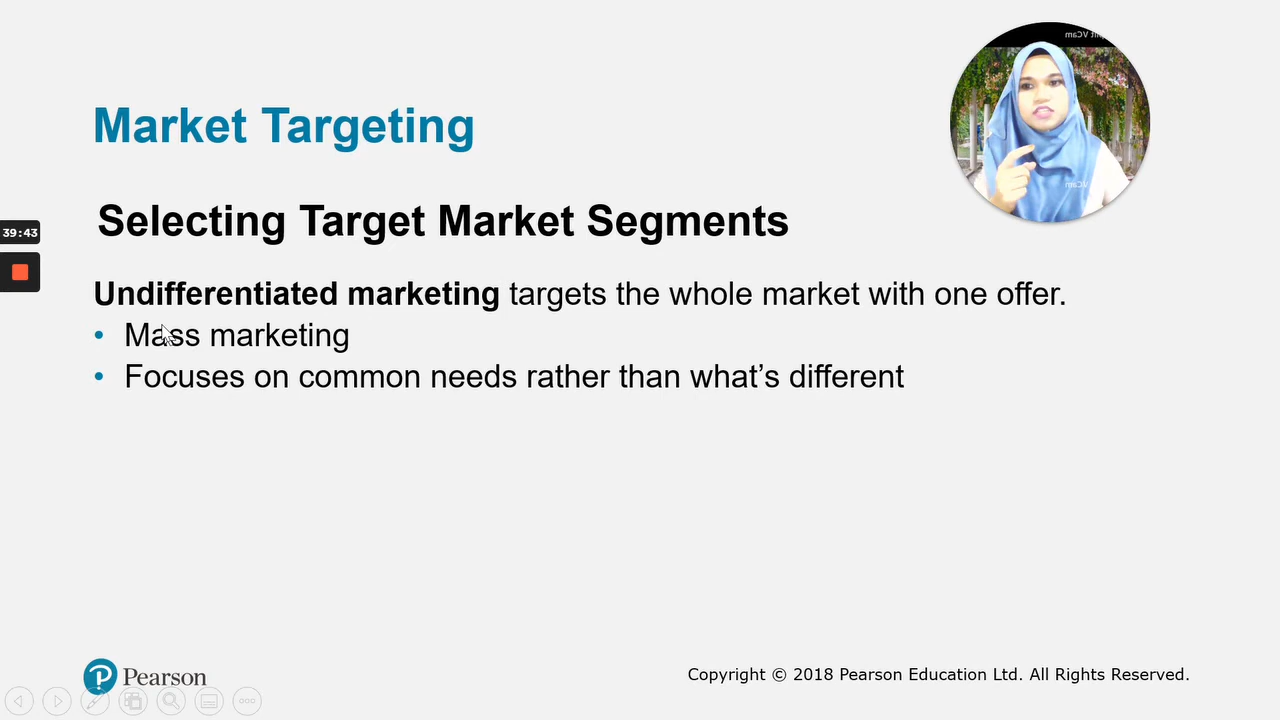 Market Targeting
Selecting Target Market Segments
39:43
Undifferentiated marketing targets the whole market with one offer.
• Mass marketing
• Focuses on common needs rather than what's different
Pearson
Copyright © 2018 Pearson Education Ltd. All Rights Reserved.